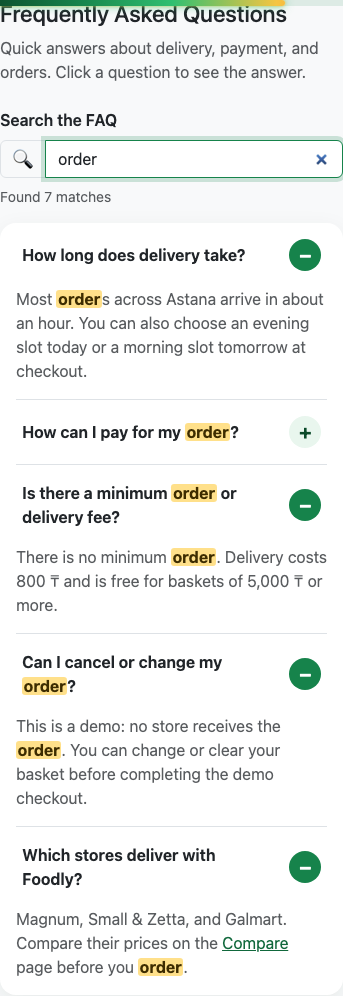 Frequently Asked Questions
Quick answers about delivery, payment, and
orders. Click a question to see the answer.
Search the FAQ
order
Found 7 matches
How long does delivery take?
Most orders across Astana arrive in about
an hour. You can also choose an evening
slot today or a morning slot tomorrow at
checkout.
How can I pay for my order?
Is there a minimum order or
delivery fee?
There is no minimum order. Delivery costs
800 ₸ and is free for baskets of 5,000 ₸ or
more.
Can I cancel or change my
order?
This is a demo: no store receives the
order. You can change or clear your
basket before completing the demo
checkout.
Which stores deliver with
Foodly?
Magnum, Small & Zetta, and Galmart.
Compare their prices on the Compare
page before you order.